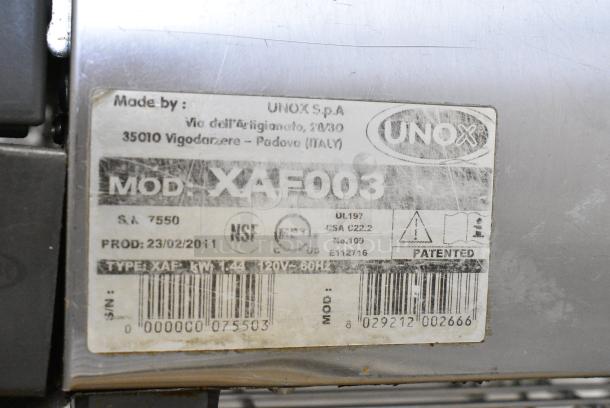 Made by :
UNOX S.p.A
Via dell'Artigianato, 28/30
35010 Vigodarzere – Padova (ITALY)
UNOX
MOD: XAF003
7550
PROD: 23/02/2011
NSF
UL197
CSA C22.2
No.109
E112716
PATENTED
TYPE: XAF kW 1.44 120V~ 60Hz
S/N :
0 000000 075503
MOD :
8 029212 002666